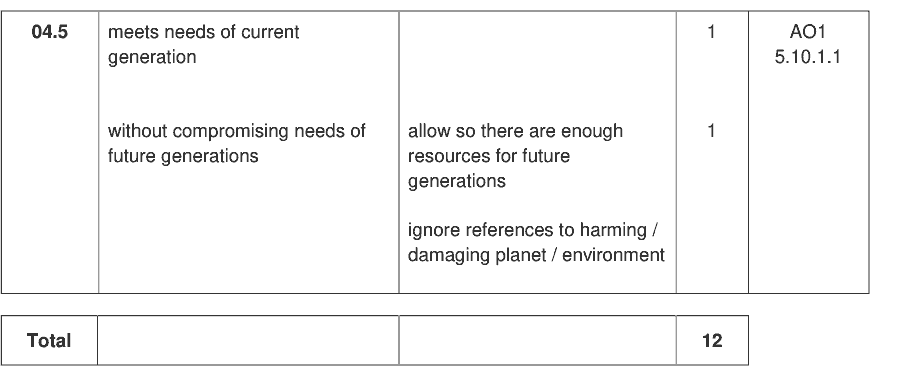 04.5 meets needs of current 1 AO1
generation 5.10.1.1
without compromising needs of allow so there are enough 1
future generations resources for future
generations
ignore references to harming /
damaging planet / environment
Total 12